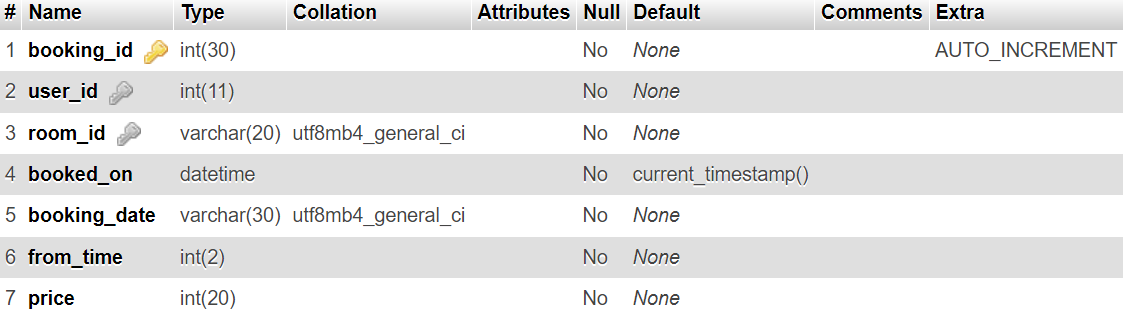 # Name Type Collation Attributes Null Default Comments Extra
1 booking_id int(30) No None AUTO_INCREMENT
2 user_id int(11) No None
3 room_id varchar(20) utf8mb4_general_ci No None
4 booked_on datetime No current_timestamp()
5 booking_date varchar(30) utf8mb4_general_ci No None
6 from_time int(2) No None
7 price int(20) No None